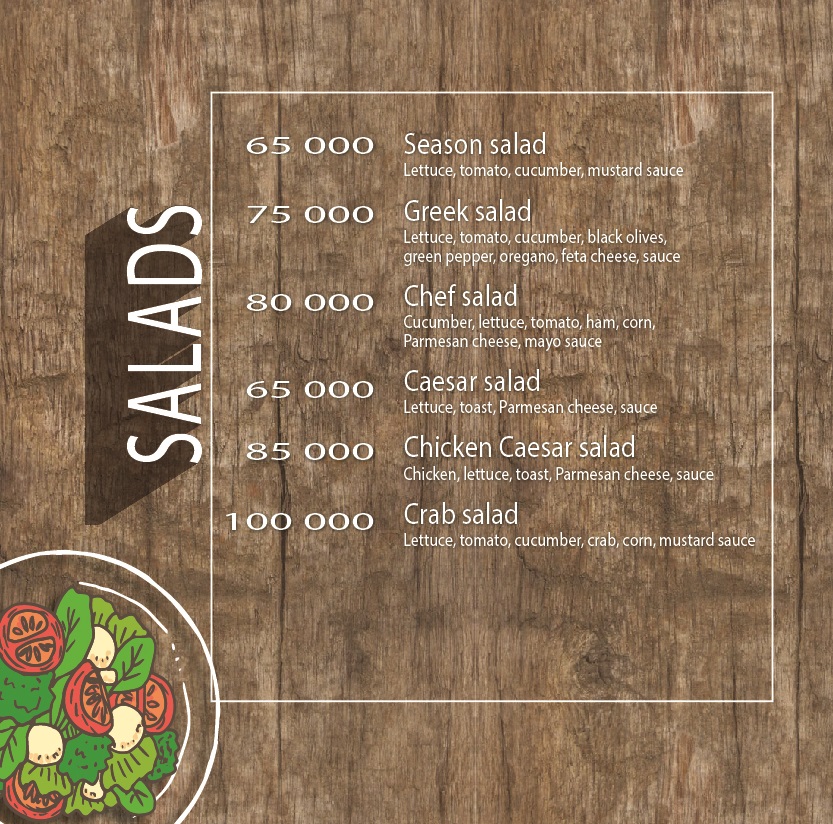 SALADS
65 000 Season salad
Lettuce, tomato, cucumber, mustard sauce
75 000 Greek salad
Lettuce, tomato, cucumber, black olives,
green pepper, oregano, feta cheese, sauce
80 000 Chef salad
Cucumber, lettuce, tomato, ham, corn,
Parmesan cheese, mayo sauce
65 000 Caesar salad
Lettuce, toast, Parmesan cheese, sauce
85 000 Chicken Caesar salad
Chicken, lettuce, toast, Parmesan cheese, sauce
100 000 Crab salad
Lettuce, tomato, cucumber, crab, corn, mustard sauce